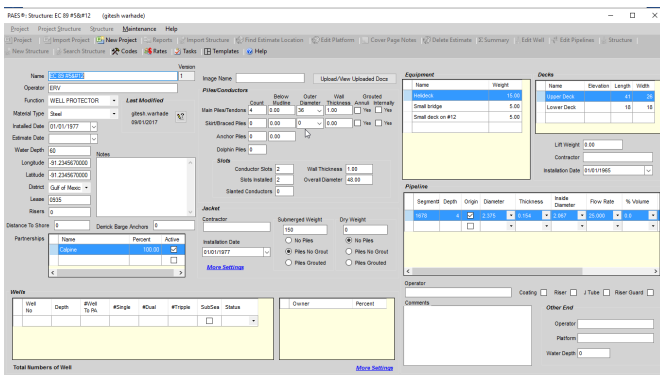 PAES®: Structure: EC 89 #5&#12 (gitesh warhade)
Project Project Structure Structure Maintenance Help
Project Import Project New Project Reports Import Structure Find Estimate Location Edit Platform Cover Page Notes Delete Estimate Σ Summary Edit Well Edit Pipelines Structure
New Structure Search Structure Codes Rates Tasks Templates Help
Version
Name EC 89 #5&#12 1
Operator ERV
Function WELL PROTECTOR Last Modified
Material Type Steel gitesh.warhade
Installed Date 01/01/1977 09/01/2017
Estimate Date
Water Depth 60
Notes
Longitude -91.2345670000
Latitude -91.2345670000
District Gulf of Mexic
Lease 0935
Risers 0
Distance To Shore 0 Derrick Barge Anchors 0
Partnerships Name Percent Active
Calpine 100.00
Image Name Upload/View Uploaded Docs
Piles/Conductors
Count Below Mudline Outer Diameter Wall Thickness Grouted Annuli Internally
Main Piles/Tendons 4 0.00 36 1.00 Yes Yes
Skirt/Braced Piles 0 0.00 0 0.00 Yes Yes
Anchor Piles 0 0.00
Dolphin Piles 0
Slots
Conductor Slots 2 Wall Thickness 1.00
Slots Installed 2 Overall Diameter 48.00
Slanted Conductors 0
Jacket
Contractor Submerged Weight Dry Weight
150 0
Installation Date No Piles No Piles
01/01/1977 Piles No Grout Piles No Grout
Piles Grouted Piles Grouted
More Settings
Equipment
Name Weight
Helideck 15.00
Small bridge 5.00
Small deck on #12 5.00
Decks
Name Elevation Length Width
Upper Deck 41 26
Lower Deck 18 18
Lift Weight 0.00
Contractor
Installation Date 01/01/1965
Pipeline
Segment# Depth Origin Diameter Thickness Inside Diameter Flow Rate % Volume
1678 4 2.375 0.154 2.067 25.000 0.0
Operator
Coating Riser J Tube Riser Guard
Comments
Other End
Operator
Platform
Water Depth 0
Wells
Well No Depth #Well To PA #Single #Dual #Tripple SubSea Status
Owner Percent
Total Numbers of Well More Settings